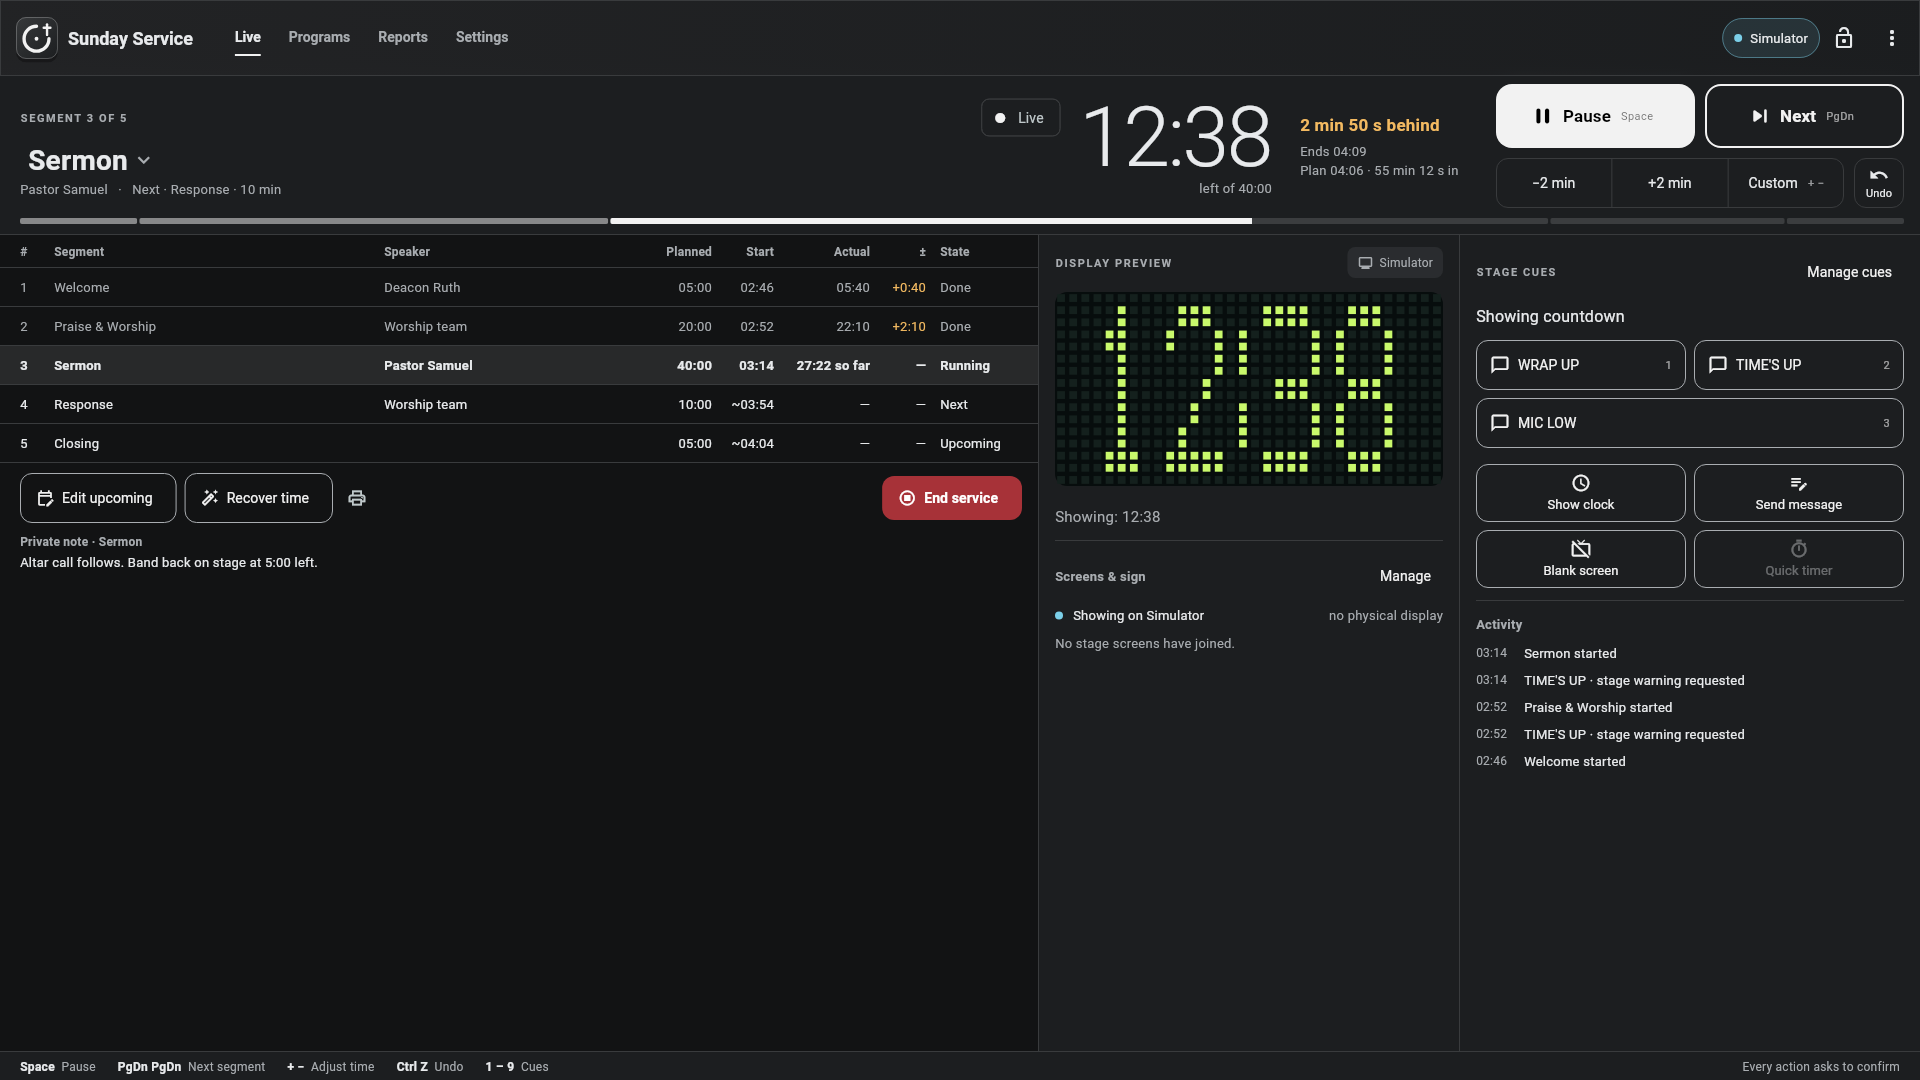 Sunday Service
Live Programs Reports Settings
Simulator
SEGMENT 3 OF 5
Sermon
Pastor Samuel · Next · Response · 10 min
Live
12:38
left of 40:00
2 min 50 s behind
Ends 04:09
Plan 04:06 · 55 min 12 s in
Pause Space
Next PgDn
−2 min
+2 min
Custom + −
Undo
# Segment Speaker Planned Start Actual ± State
1 Welcome Deacon Ruth 05:00 02:46 05:40 +0:40 Done
2 Praise & Worship Worship team 20:00 02:52 22:10 +2:10 Done
3 Sermon Pastor Samuel 40:00 03:14 27:22 so far — Running
4 Response Worship team 10:00 ~03:54 — — Next
5 Closing 05:00 ~04:04 — — Upcoming
Edit upcoming
Recover time
End service
Private note · Sermon
Altar call follows. Band back on stage at 5:00 left.
DISPLAY PREVIEW
Simulator
12:38
Showing: 12:38
Screens & sign
Manage
Showing on Simulator no physical display
No stage screens have joined.
STAGE CUES
Manage cues
Showing countdown
WRAP UP 1
TIME'S UP 2
MIC LOW 3
Show clock
Send message
Blank screen
Quick timer
Activity
03:14 Sermon started
03:14 TIME'S UP · stage warning requested
02:52 Praise & Worship started
02:52 TIME'S UP · stage warning requested
02:46 Welcome started
Space Pause PgDn PgDn Next segment + − Adjust time Ctrl Z Undo 1 – 9 Cues
Every action asks to confirm